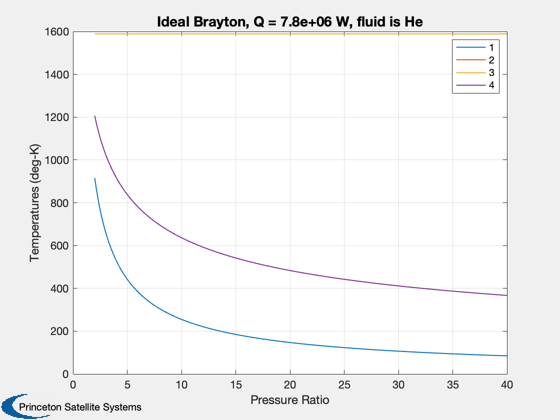 Ideal Brayton, Q = 7.8e+06 W, fluid is He
1600
1400
1200
1000
800
600
400
200
0
Temperatures (deg-K)
1
2
3
4
0 5 10 15 20 25 30 35 40
Pressure Ratio
Princeton Satellite Systems